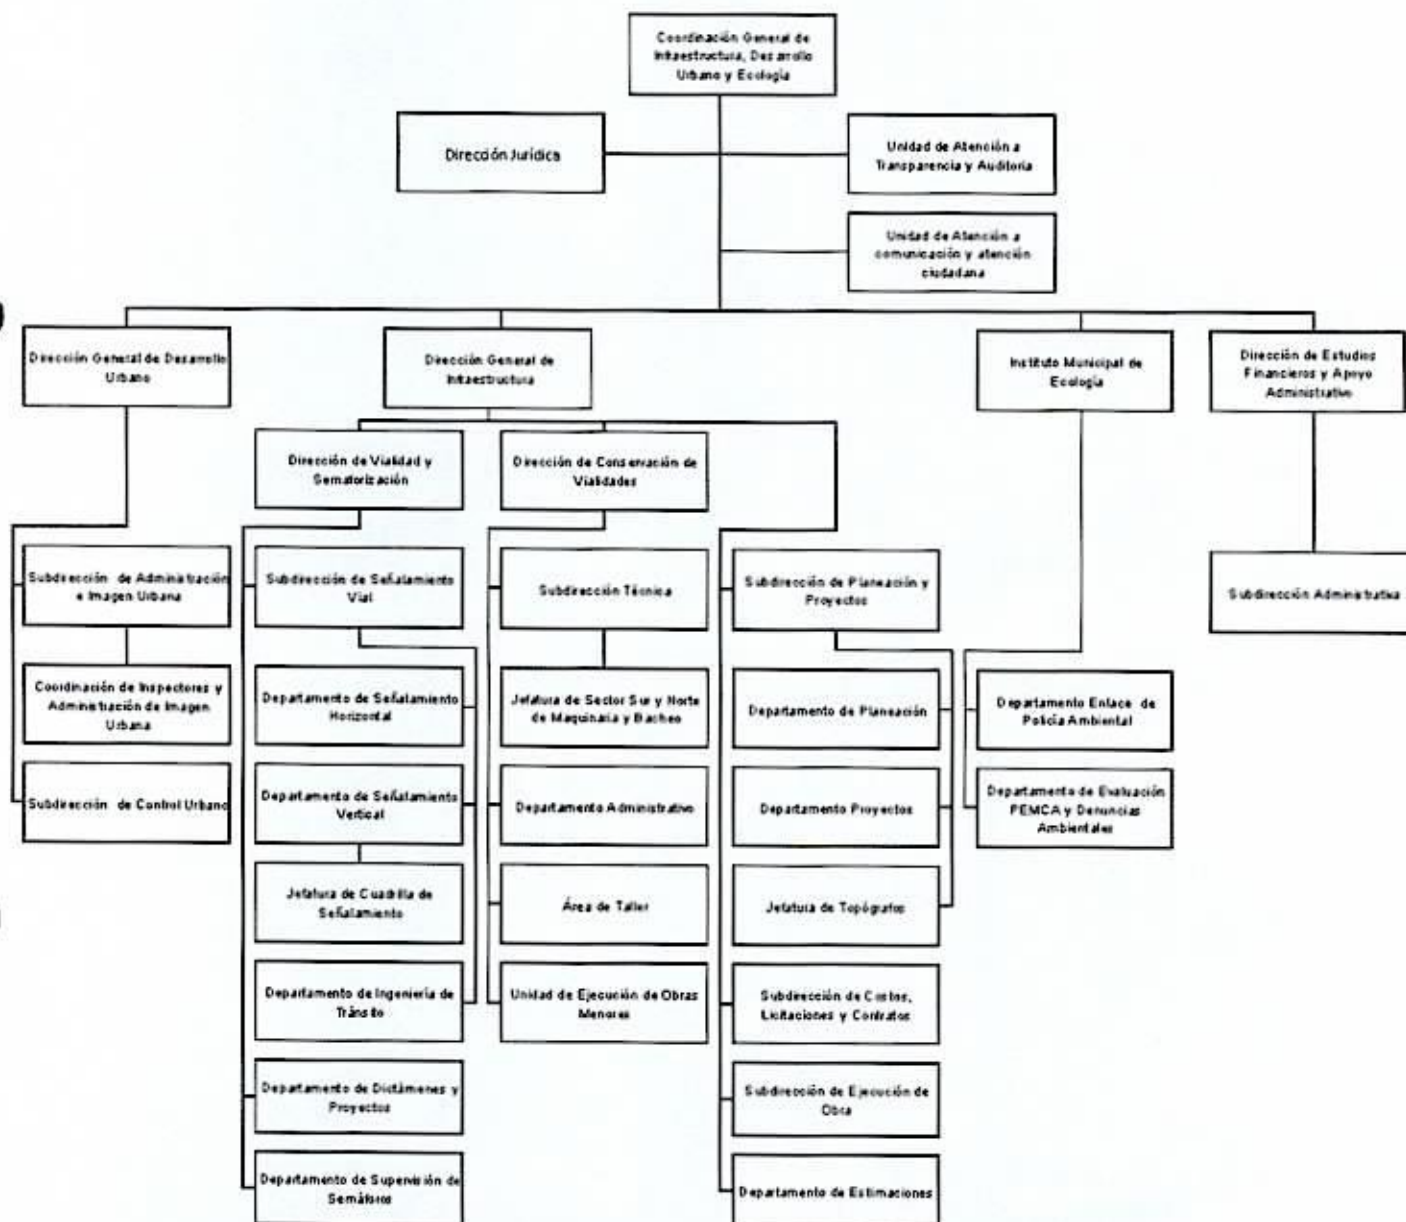 Coordinación General de
Infraestructura, Desarrollo
Urbano y Ecología
Dirección Jurídica
Unidad de Atención a
Transparencia y Auditoria
Unidad de Atención a
comunicación y atención
ciudadana
Dirección General de Desarrollo
Urbano
Dirección General de
Infraestructura
Instituto Municipal de
Ecología
Dirección de Estudios
Financieros y Apoyo
Administrativo
Dirección de Vialidad y
Sematorización
Dirección de Conservación de
Vialidades
Subdirección de Administración
e Imagen Urbana
Subdirección de Señalamiento
Vial
Subdirección Técnica
Subdirección de Planeación y
Proyectos
Subdirección Administrativa
Coordinación de Inspectores y
Administración de Imagen
Urbana
Departamento de Señalamiento
Horizontal
Jefatura de Sector Sur y Norte
de Maquinaria y Bacheo
Departamento de Planeación
Departamento Enlace de
Policía Ambiental
Subdirección de Control Urbano
Departamento de Señalamiento
Vertical
Departamento Administrativo
Departamento Proyectos
Departamento de Evaluación
PEMCA y Denuncias
Ambientales
Jefatura de Cuadrilla de
Señalamiento
Área de Taller
Jefatura de Topógrafos
Departamento de Ingeniería de
Tránsito
Unidad de Ejecución de Obras
Menores
Subdirección de Costos,
Licitaciones y Contratos
Departamento de Dictámenes y
Proyectos
Subdirección de Ejecución de
Obra
Departamento de Supervisión de
Semáforos
Departamento de Estimaciones